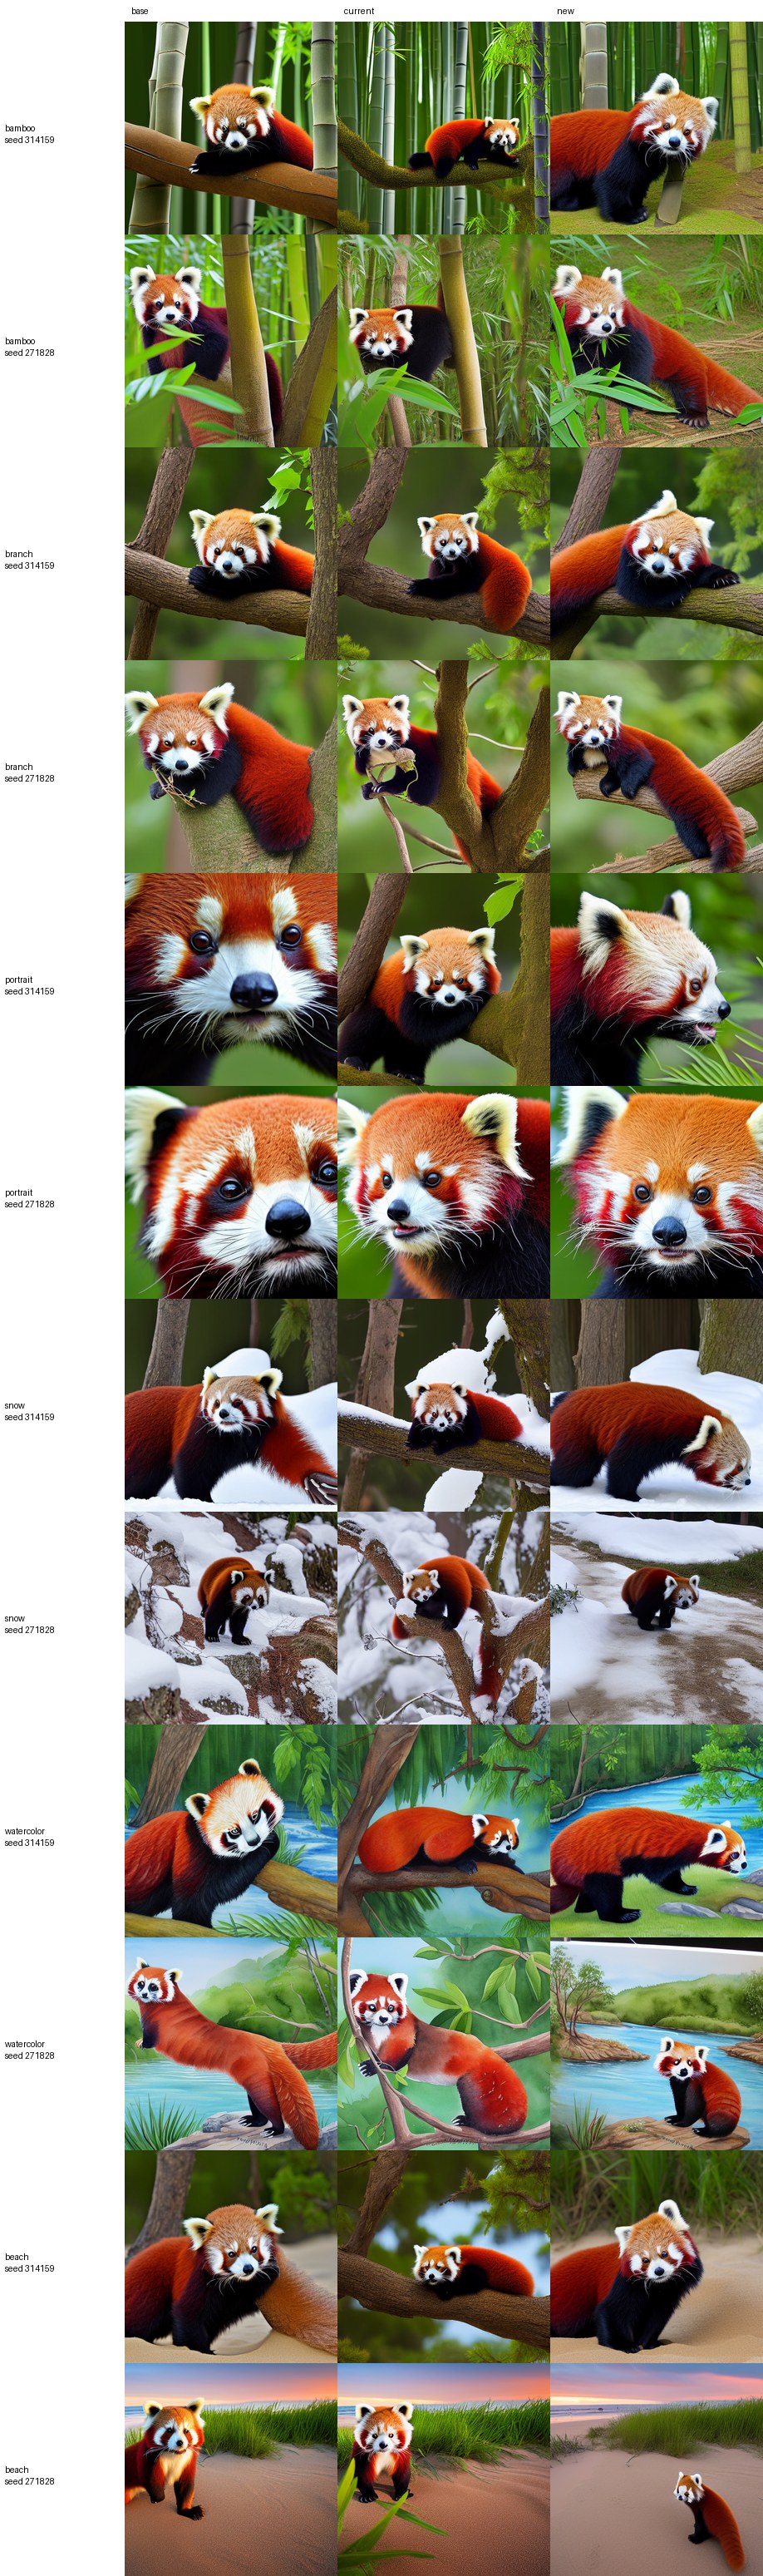 base current new
bamboo
seed 314159
bamboo
seed 271828
branch
seed 314159
branch
seed 271828
portrait
seed 314159
portrait
seed 271828
snow
seed 314159
snow
seed 271828
watercolor
seed 314159
watercolor
seed 271828
beach
seed 314159
beach
seed 271828